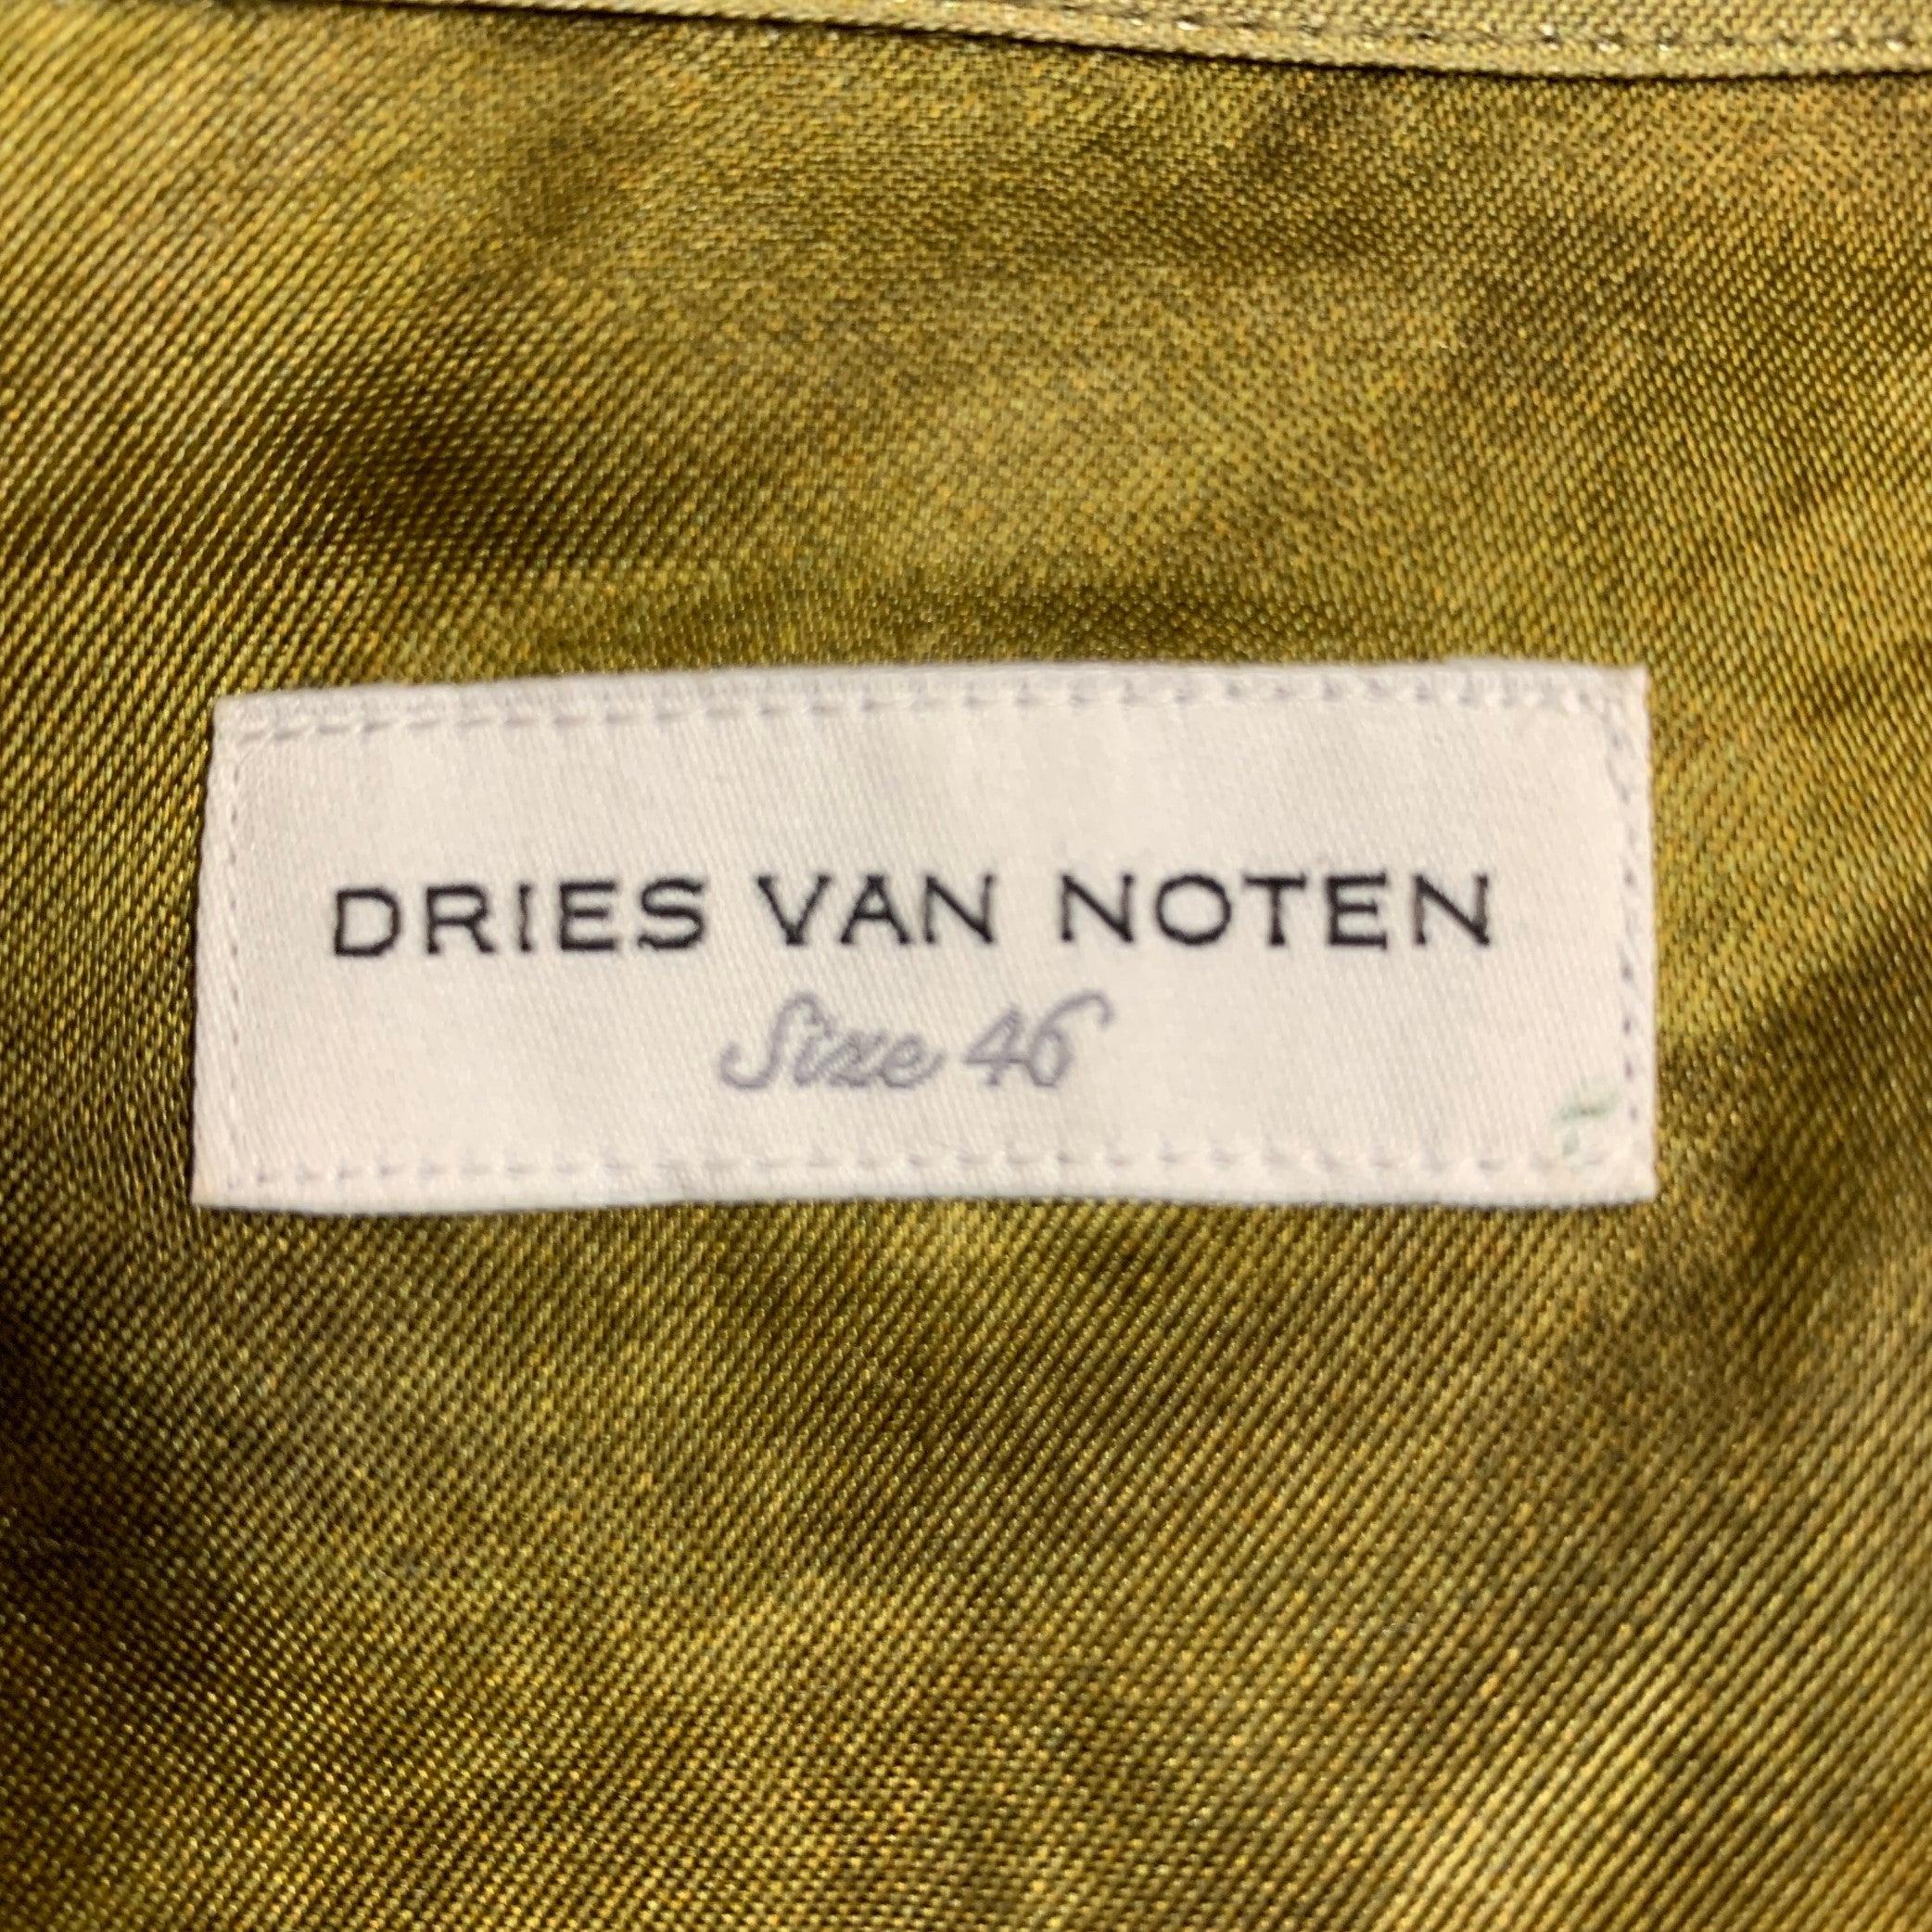 DRIES VAN NOTEN
Size 46